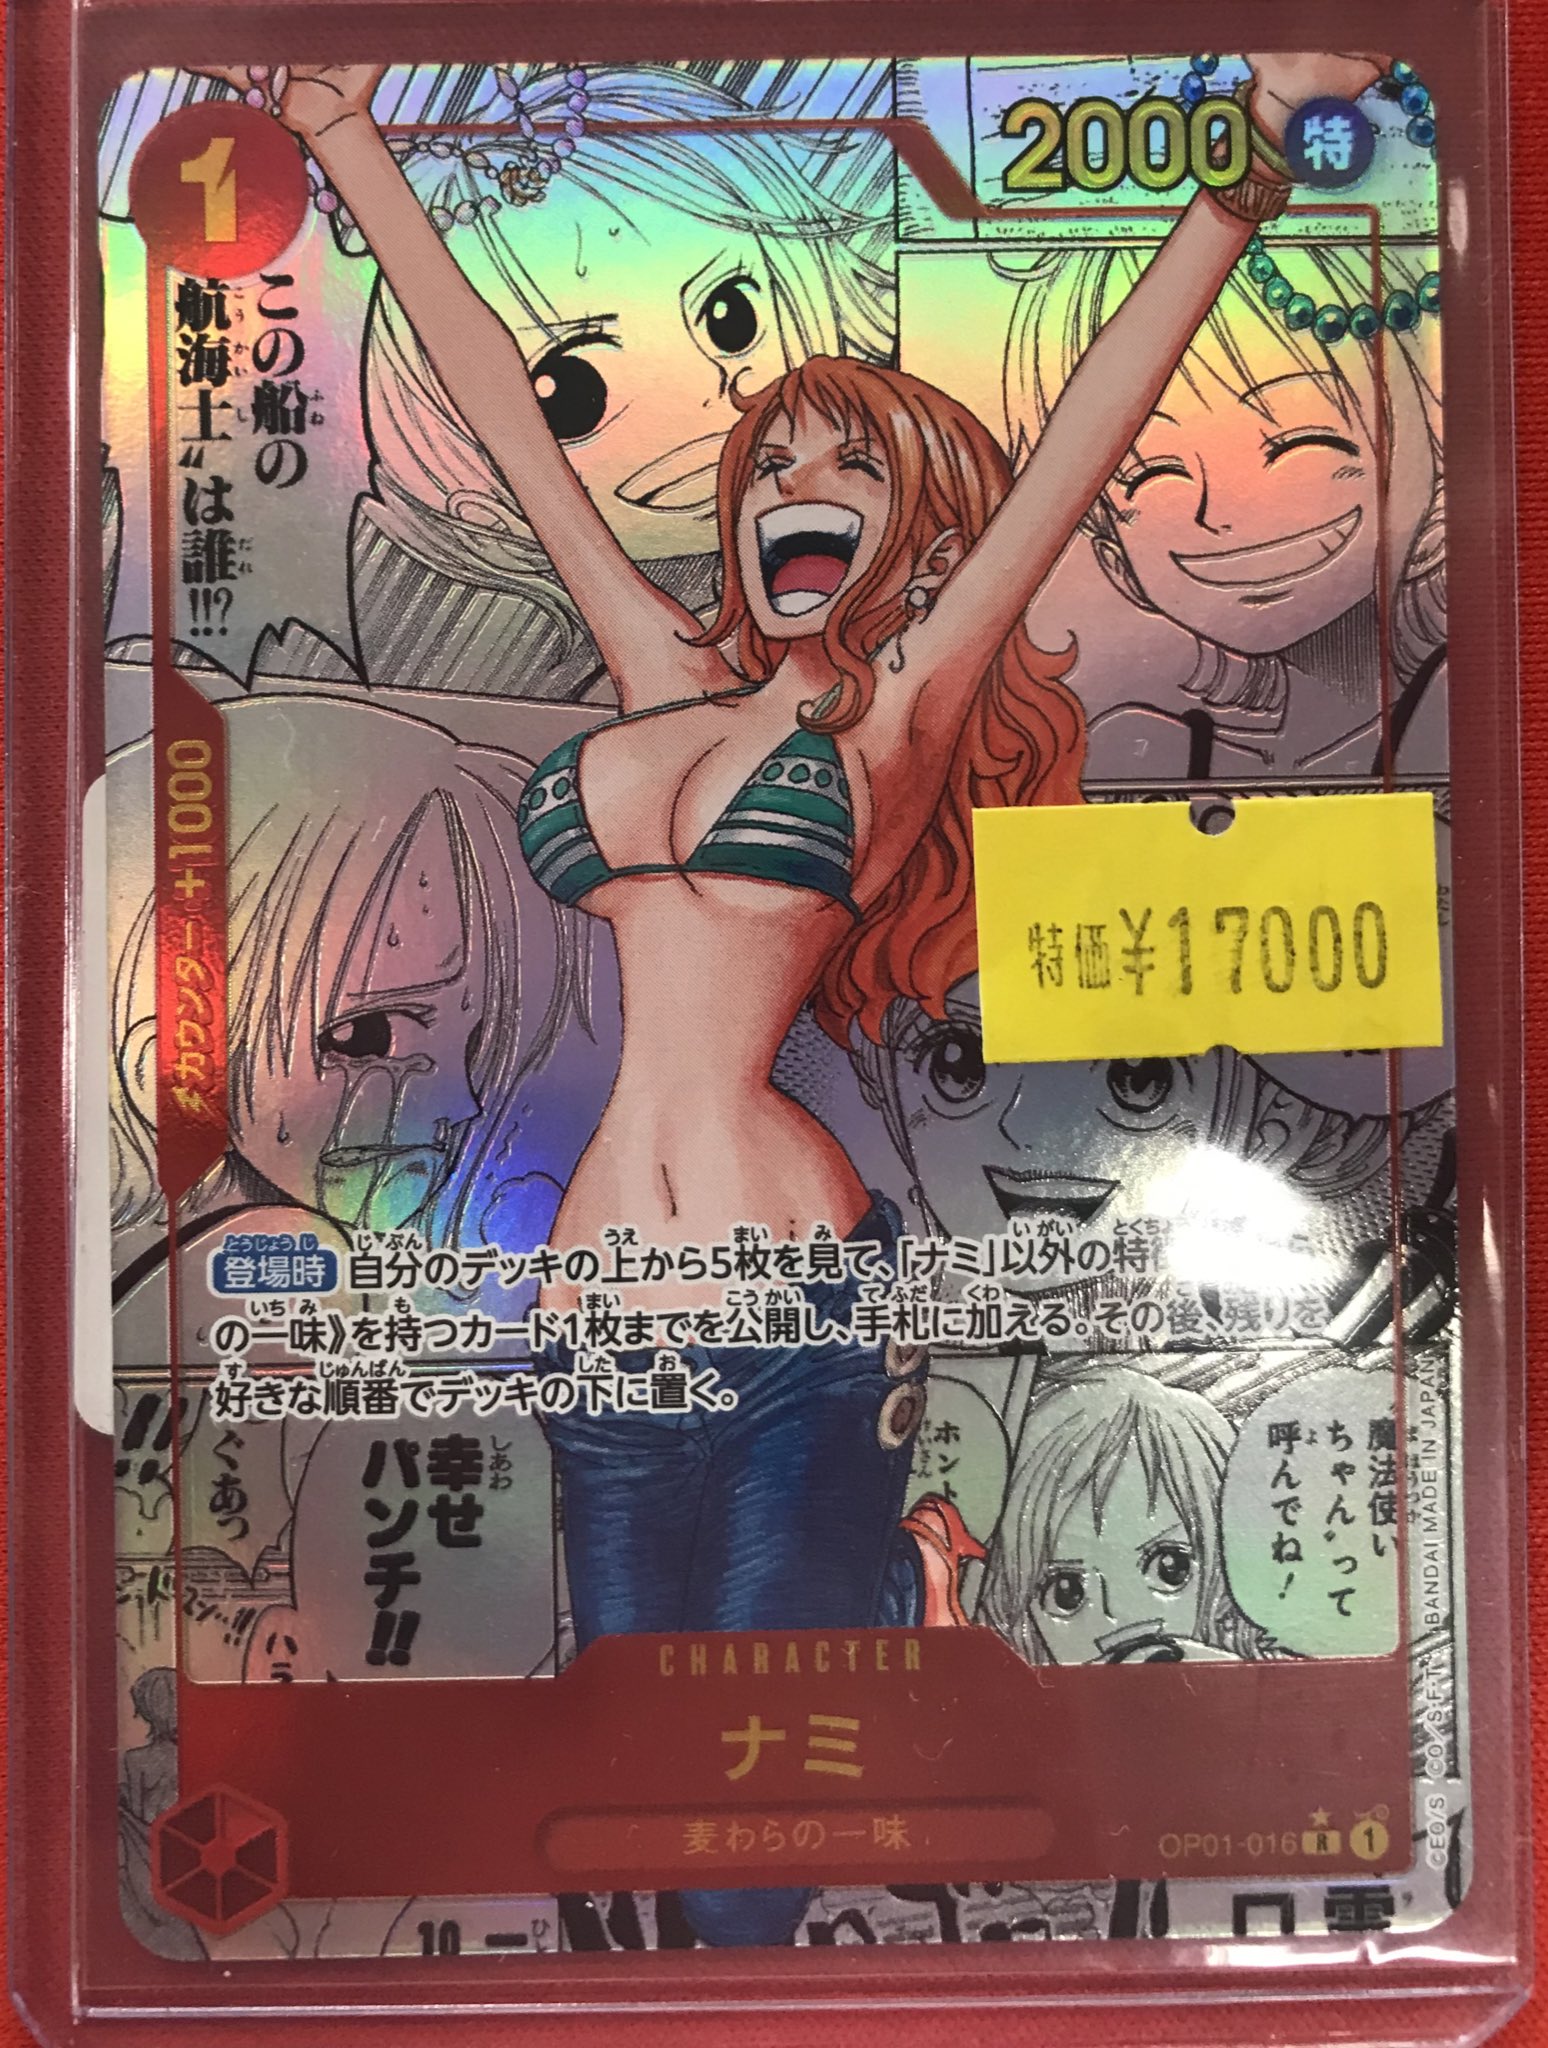 1
2000 特
この船の
航海士"は誰!!?
カウンター+1000
特価¥17000
登場時 自分のデッキの上から5枚を見て、「ナミ」以外の特
の一味》を持つカード1枚までを公開し、手札に加える。その後、残りを
好きな順番でデッキの下に置く。
ぐあっ
幸せ
パンチ!!
ホント
魔法使い
ちゃん"って
呼んでね!
CHARACTER
ナミ
麦わらの一味
OP01-016 R 1
©E.O/S. ©O/S.F.T. BANDAI MADE IN JAPAN